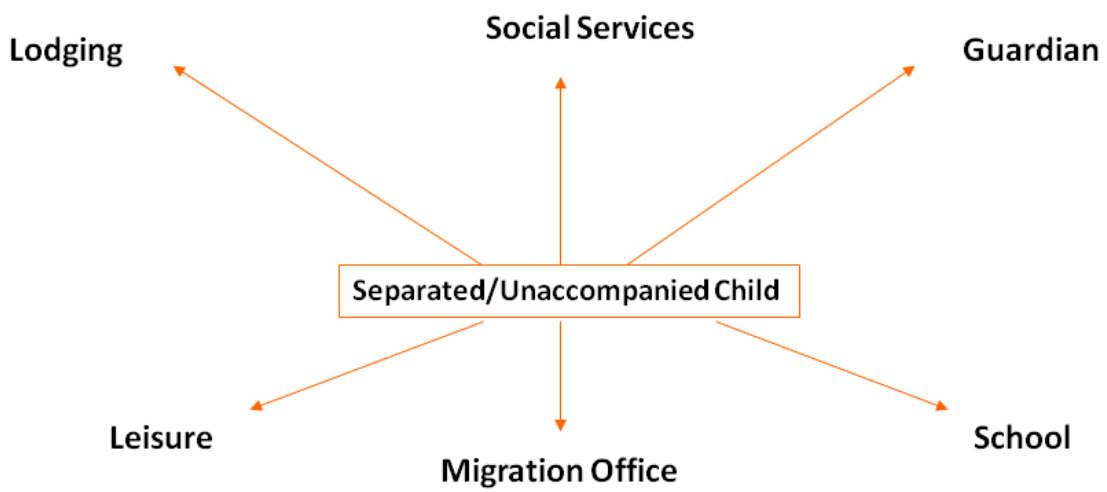 Social Services
Lodging
Guardian
Separated/Unaccompanied Child
Leisure
School
Migration Office